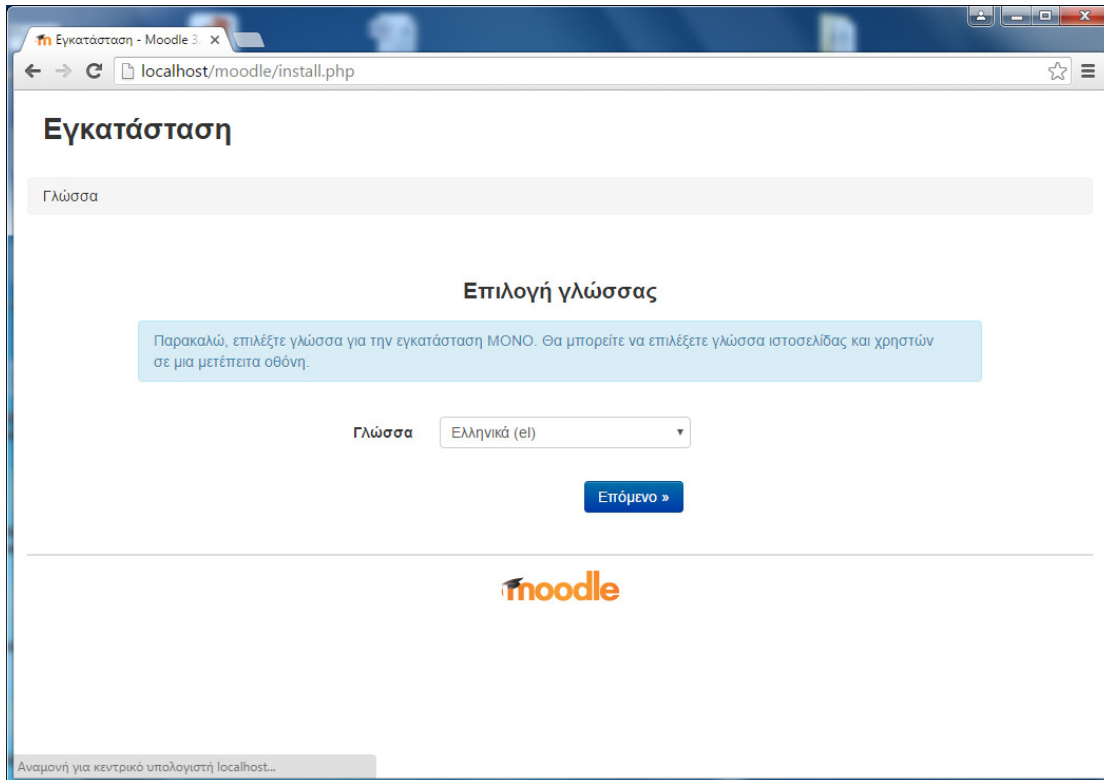 Εγκατάσταση - Moodle 3.
localhost/moodle/install.php
Εγκατάσταση
Γλώσσα
Επιλογή γλώσσας
Παρακαλώ, επιλέξτε γλώσσα για την εγκατάσταση ΜΟΝΟ. Θα μπορείτε να επιλέξετε γλώσσα ιστοσελίδας και χρηστών
σε μια μετέπειτα οθόνη.
Γλώσσα Ελληνικά (el)
Επόμενο »
moodle
Αναμονή για κεντρικό υπολογιστή localhost...